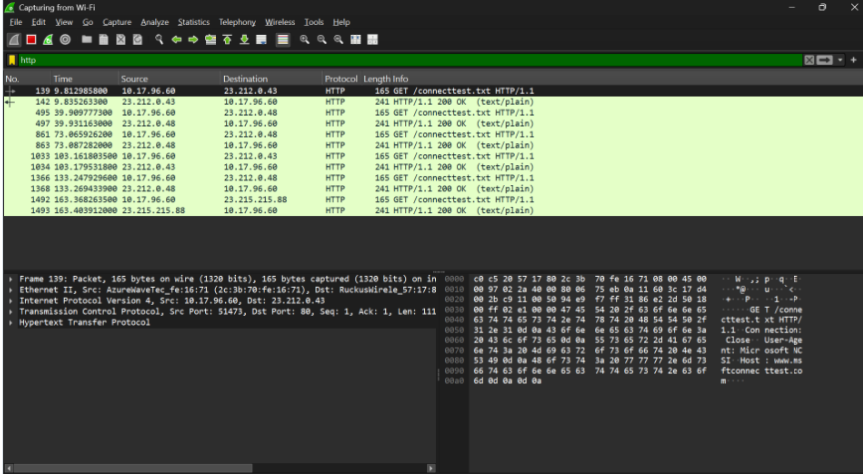 Capturing from Wi-Fi
File Edit View Go Capture Analyze Statistics Telephony Wireless Tools Help
http
No. Time Source Destination Protocol Length Info
139 9.812985800 10.17.96.60 23.212.0.43 HTTP 165 GET /connecttest.txt HTTP/1.1
142 9.835263300 23.212.0.43 10.17.96.60 HTTP 241 HTTP/1.1 200 OK (text/plain)
495 39.909777300 10.17.96.60 23.212.0.48 HTTP 165 GET /connecttest.txt HTTP/1.1
497 39.931163000 23.212.0.48 10.17.96.60 HTTP 241 HTTP/1.1 200 OK (text/plain)
861 73.065926200 10.17.96.60 23.212.0.48 HTTP 165 GET /connecttest.txt HTTP/1.1
863 73.087282000 23.212.0.48 10.17.96.60 HTTP 241 HTTP/1.1 200 OK (text/plain)
1033 103.161803500 10.17.96.60 23.212.0.43 HTTP 165 GET /connecttest.txt HTTP/1.1
1034 103.179531800 23.212.0.43 10.17.96.60 HTTP 241 HTTP/1.1 200 OK (text/plain)
1366 133.247929600 10.17.96.60 23.212.0.48 HTTP 165 GET /connecttest.txt HTTP/1.1
1368 133.269433900 23.212.0.48 10.17.96.60 HTTP 241 HTTP/1.1 200 OK (text/plain)
1492 163.368263500 10.17.96.60 23.215.215.88 HTTP 165 GET /connecttest.txt HTTP/1.1
1493 163.403912000 23.215.215.88 10.17.96.60 HTTP 241 HTTP/1.1 200 OK (text/plain)
Frame 139: Packet, 165 bytes on wire (1320 bits), 165 bytes captured (1320 bits) on in
Ethernet II, Src: AzureWaveTec_fe:16:71 (2c:3b:70:fe:16:71), Dst: RuckusWirele_57:17:8
Internet Protocol Version 4, Src: 10.17.96.60, Dst: 23.212.0.43
Transmission Control Protocol, Src Port: 51473, Dst Port: 80, Seq: 1, Ack: 1, Len: 111
Hypertext Transfer Protocol
0000 c0 c5 20 57 17 80 2c 3b 70 fe 16 71 08 00 45 00 ·· W··,; p··q··E·
0010 00 97 02 2a 40 00 80 06 75 eb 0a 11 60 3c 17 d4 ···*@··· u···`<··
0020 00 2b c9 11 00 50 94 e9 f7 ff 31 86 e2 2d 50 18 ·+···P·· ··1··-P·
0030 00 ff 02 e1 00 00 47 45 54 20 2f 63 6f 6e 6e 65 ······GE T /conne
0040 63 74 74 65 73 74 2e 74 78 74 20 48 54 54 50 2f cttest.t xt HTTP/
0050 31 2e 31 0d 0a 43 6f 6e 6e 65 63 74 69 6f 6e 3a 1.1··Con nection:
0060 20 43 6c 6f 73 65 0d 0a 55 73 65 72 2d 41 67 65 Close·· User-Age
0070 6e 74 3a 20 4d 69 63 72 6f 73 6f 66 74 20 4e 43 nt: Micr osoft NC
0080 53 49 0d 0a 48 6f 73 74 3a 20 77 77 77 2e 6d 73 SI··Host : www.ms
0090 66 74 63 6f 6e 6e 65 63 74 74 65 73 74 2e 63 6f ftconnec ttest.co
00a0 6d 0d 0a 0d 0a m····